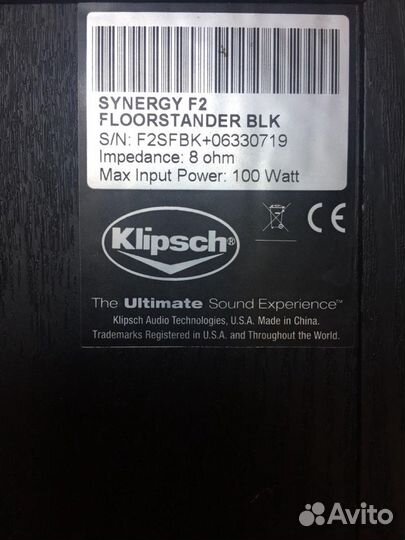 SYNERGY F2
FLOORSTANDER BLK
S/N: F2SFBK+06330719
Impedance: 8 ohm
Max Input Power: 100 Watt
Klipsch®
CE
The Ultimate Sound Experience™
Klipsch Audio Technologies, U.S.A. Made in China.
Trademarks Registered in U.S.A. and Throughout the World.
Avito